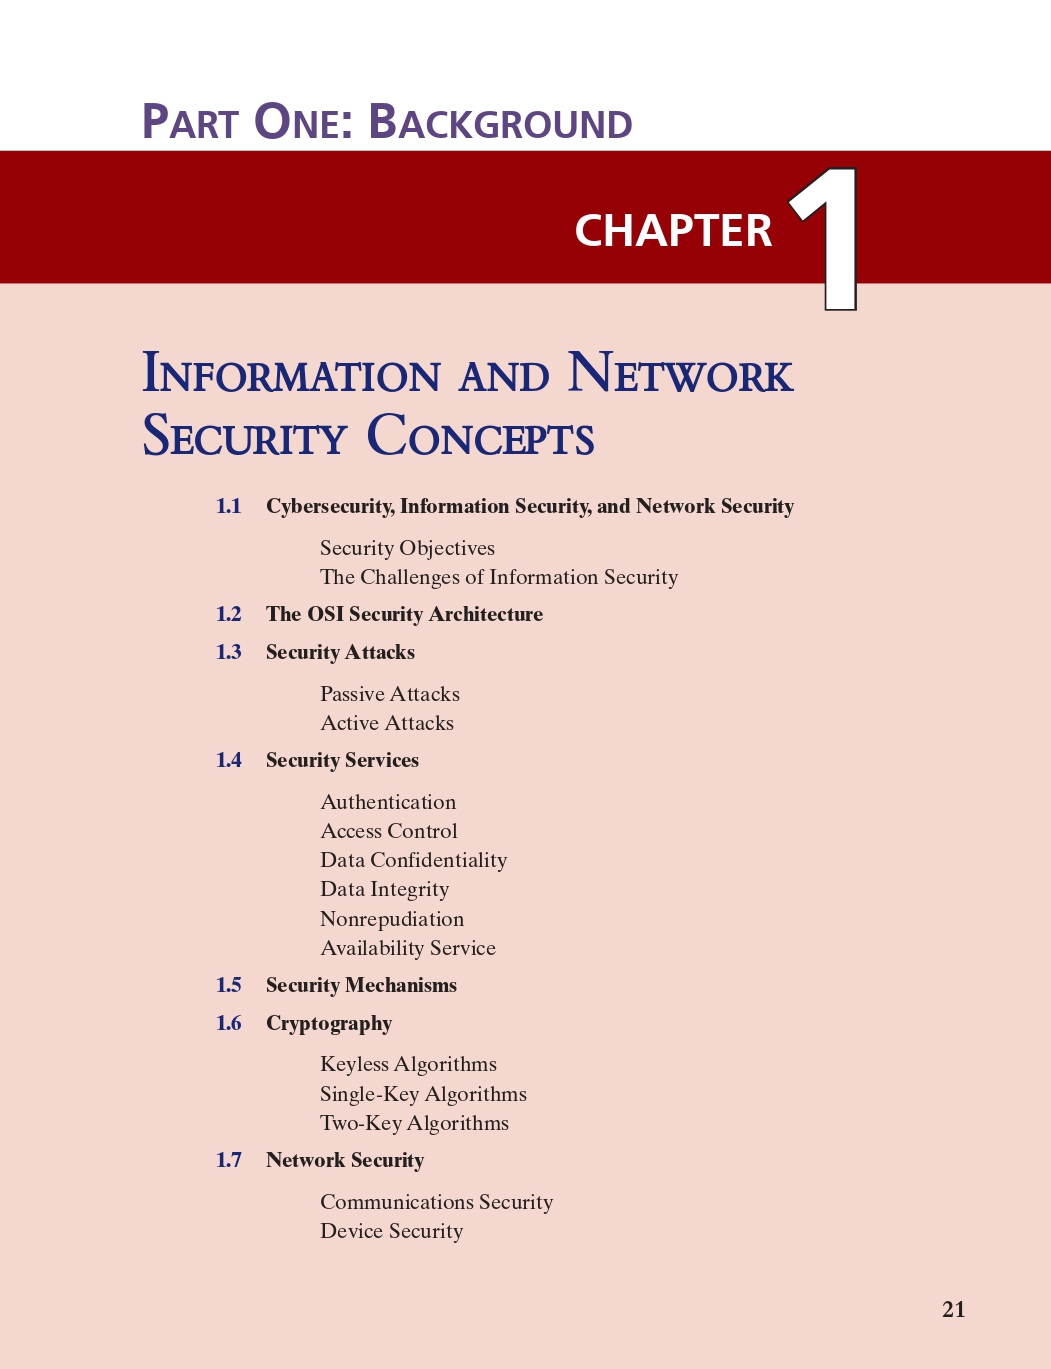 PART ONE: BACKGROUND
CHAPTER 1
INFORMATION AND NETWORK
SECURITY CONCEPTS
1.1 Cybersecurity, Information Security, and Network Security
Security Objectives
The Challenges of Information Security
1.2 The OSI Security Architecture
1.3 Security Attacks
Passive Attacks
Active Attacks
1.4 Security Services
Authentication
Access Control
Data Confidentiality
Data Integrity
Nonrepudiation
Availability Service
1.5 Security Mechanisms
1.6 Cryptography
Keyless Algorithms
Single-Key Algorithms
Two-Key Algorithms
1.7 Network Security
Communications Security
Device Security
21